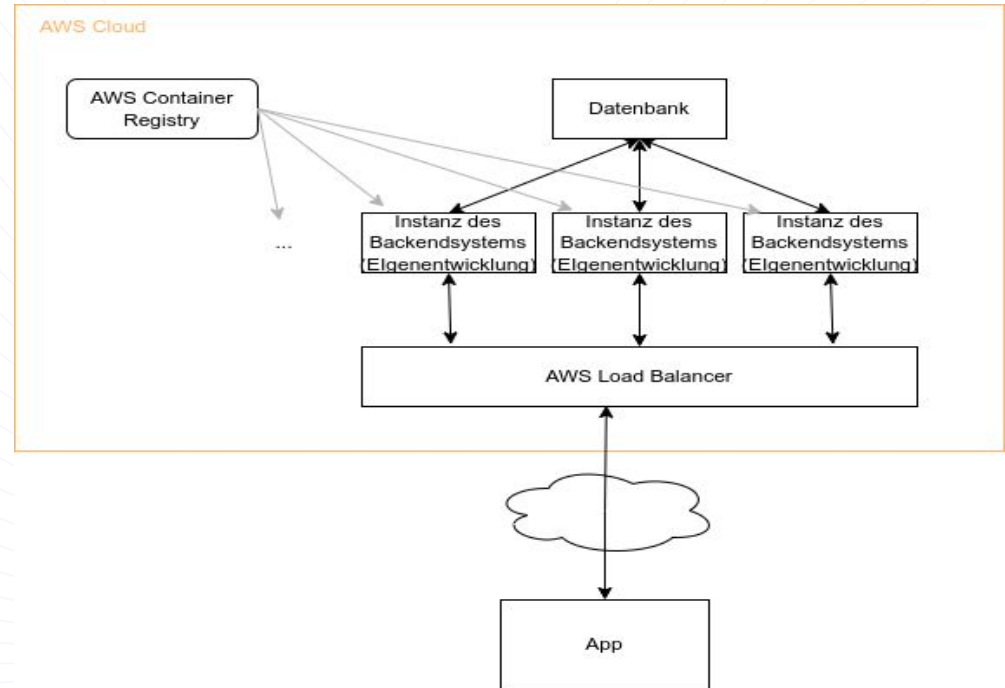 AWS Cloud
AWS Container
Registry
Datenbank
...
Instanz des
Backendsystems
(EIgenentwicklung)
Instanz des
Backendsystems
(EIgenentwicklung)
Instanz des
Backendsystems
(EIgenentwicklung)
AWS Load Balancer
App